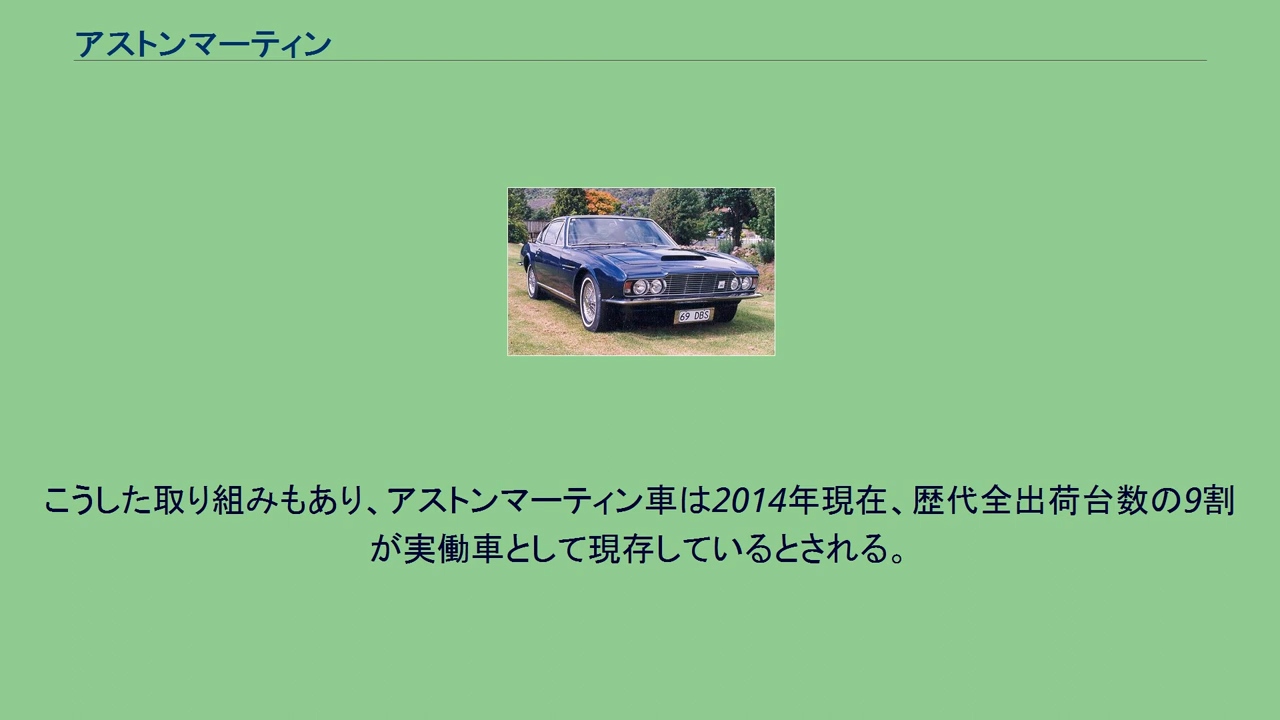 アストンマーティン
69 DBS
こうした取り組みもあり、アストンマーティン車は2014年現在、歴代全出荷台数の9割
が実働車として現存しているとされる。